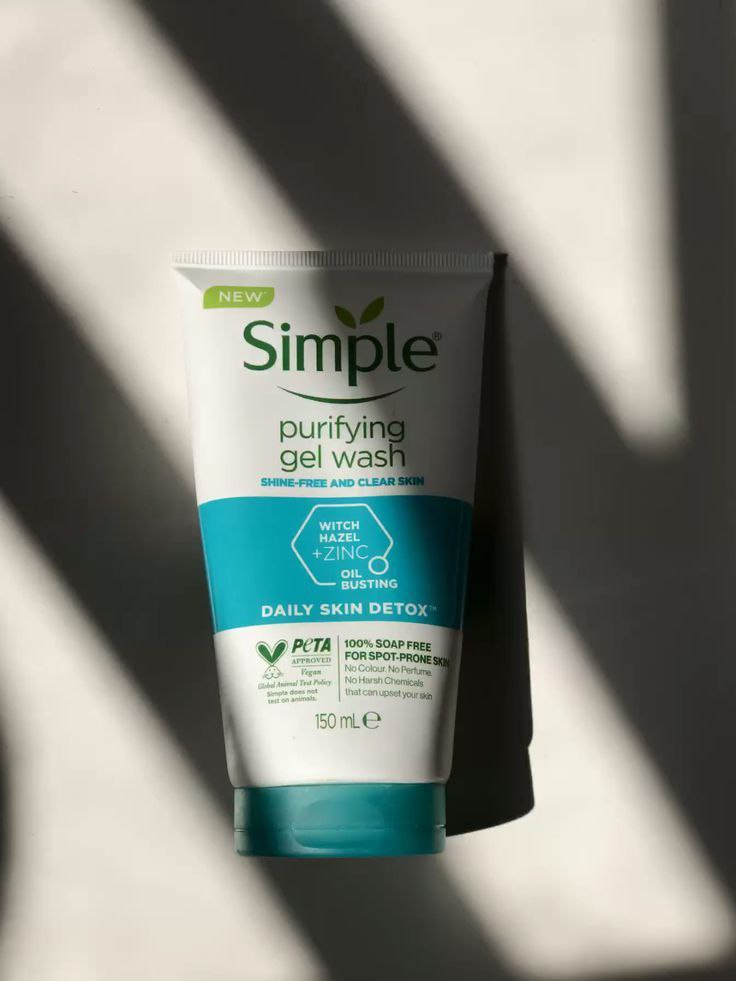 NEW
Simple®
purifying
gel wash
SHINE-FREE AND CLEAR SKIN
WITCH
HAZEL
+ZINC
OIL
BUSTING
DAILY SKIN DETOX™
PETA
APPROVED
Vegan
Global Animal Test Policy
Simple does not
test on animals.
100% SOAP FREE
FOR SPOT-PRONE SKIN
No Colour. No Perfume.
No Harsh Chemicals
that can upset your skin
150 mL ℮